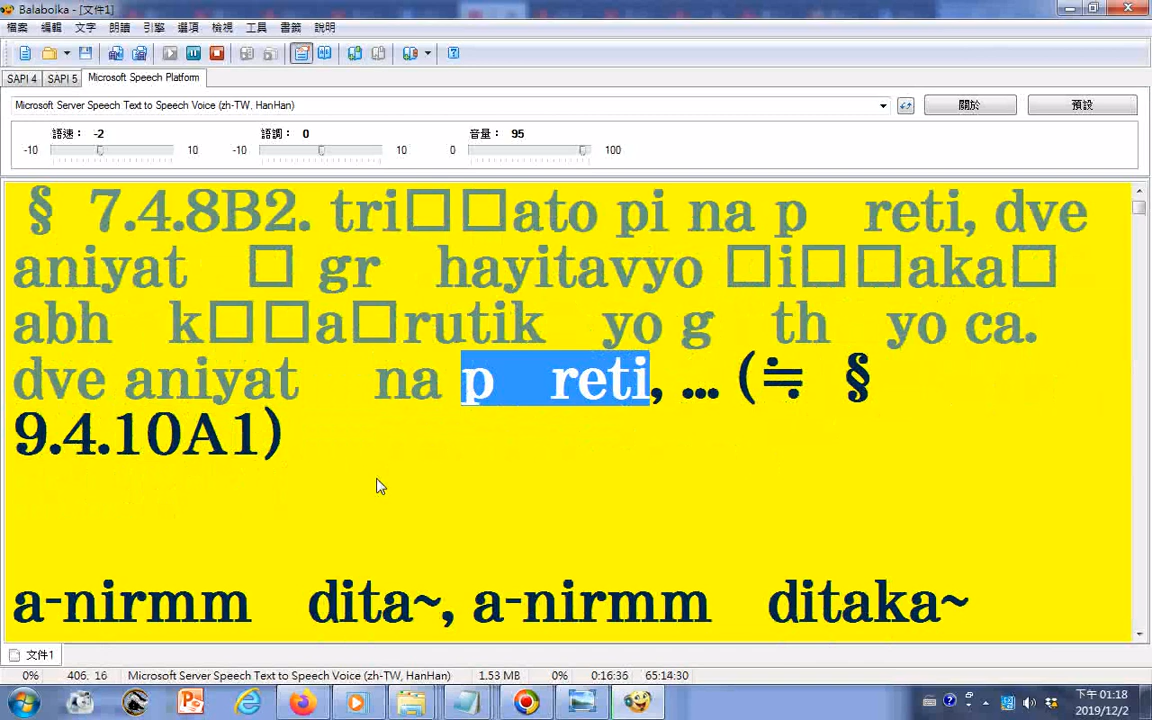 Balabolka - [文件1]
檔案 編輯 文字 朗讀 引擎 選項 檢視 工具 書籤 說明
SAPI 4 SAPI 5 Microsoft Speech Platform
Microsoft Server Speech Text to Speech Voice (zh-TW, HanHan) 關於 預設
語速： -2 語調： 0 音量： 95
-10 10 -10 10 0 100
§ 7.4.8B2. tri□□ato pi na p reti, dve
aniyat □ gr hayitavyo □i□□aka□
abh k□□a□rutik yo g th yo ca.
dve aniyat na p reti, ... (≒ §
9.4.10A1)
a-nirmm dita~, a-nirmm ditaka~
文件1
0% 406. 16 Microsoft Server Speech Text to Speech Voice (zh-TW, HanHan) 1.53 MB 0% 0:16:36 65:14:30
下午 01:18
2019/12/2